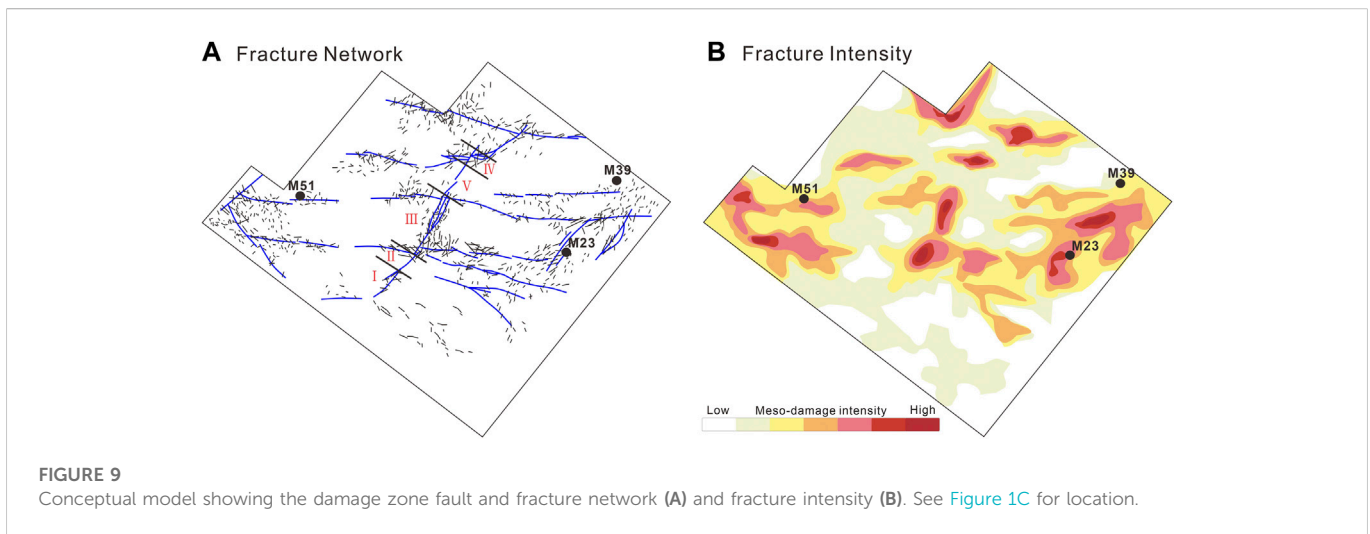 A Fracture Network
B Fracture Intensity
M51
M39
M23
I
II
III
IV
V
M51
M39
M23
Low Meso-damage intensity High
FIGURE 9
Conceptual model showing the damage zone fault and fracture network (A) and fracture intensity (B). See Figure 1C for location.